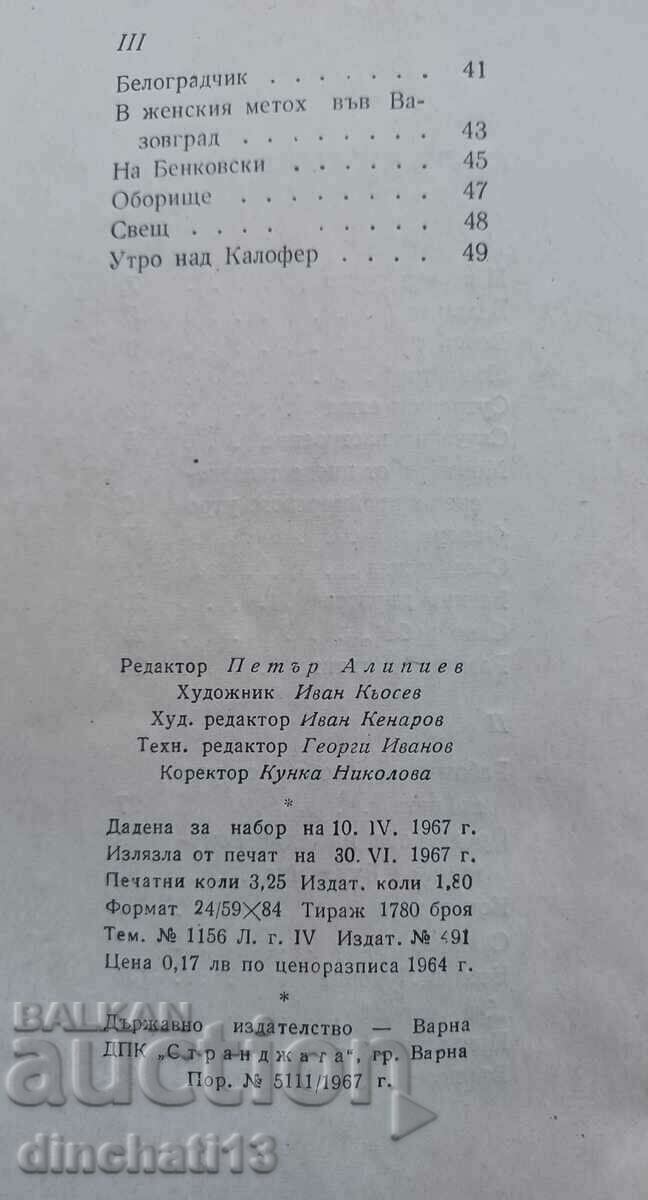 III
Белоградчик . . . . . . . 41
В женския метох във Ва-
зовград . . . . . . . . 43
На Бенковски . . . . . . 45
Оборище . . . . . . . . 47
Свещ . . . . . . . . . 48
Утро над Калофер . . . . 49
Редактор Петър Алипиев
Художник Иван Кьосев
Худ. редактор Иван Кенаров
Техн. редактор Георги Иванов
Коректор Кунка Николова
*
Дадена за набор на 10. IV. 1967 г.
Излязла от печат на 30. VI. 1967 г.
Печатни коли 3,25 Издат. коли 1,80
Формат 24/59×84 Тираж 1780 броя
Тем. № 1156 Л. г. IV Издат. № 491
Цена 0,17 лв по ценоразписа 1964 г.
*
Държавно издателство — Варна
ДПК „Странджата“, гр. Варна
Пор. № 5111/1967 г.
BALKAN
auction
dinchati13